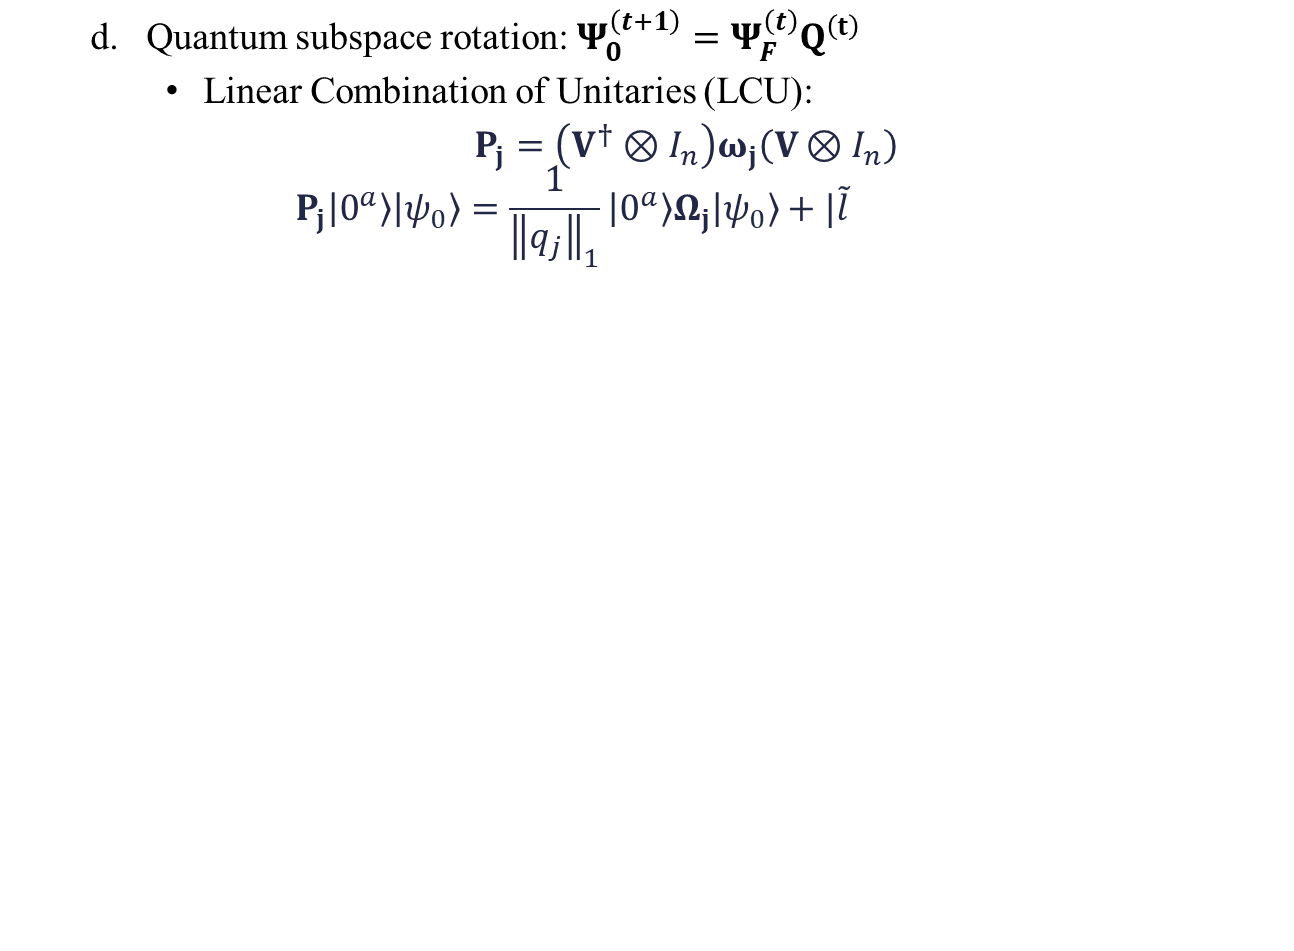 d. Quantum subspace rotation: 𝚿₀^(t+1) = 𝚿_F^(t) 𝐐^(t)
• Linear Combination of Unitaries (LCU):
𝐏_𝐣 = (𝐕^† ⊗ I_n)𝛚_𝐣(𝐕 ⊗ I_n)
𝐏_𝐣|0^a⟩|ψ₀⟩ = 1/‖q_j‖₁ |0^a⟩𝛀_𝐣|ψ₀⟩ + |l̃